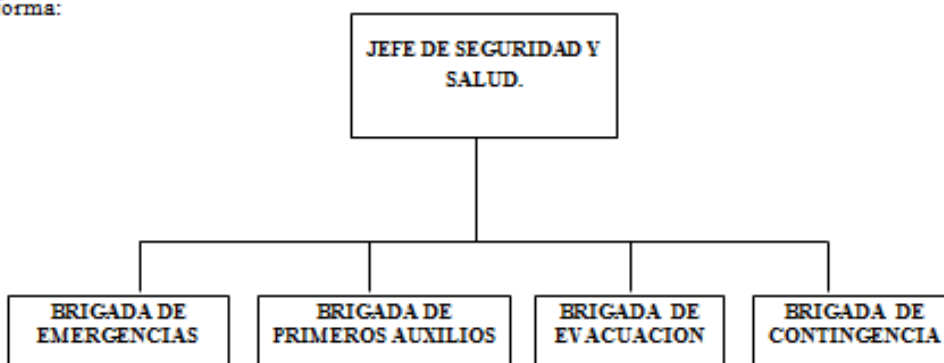 orma:
JEFE DE SEGURIDAD Y
SALUD.
BRIGADA DE
EMERGENCIAS
BRIGADA DE
PRIMEROS AUXILIOS
BRIGADA DE
EVACUACION
BRIGADA DE
CONTINGENCIA